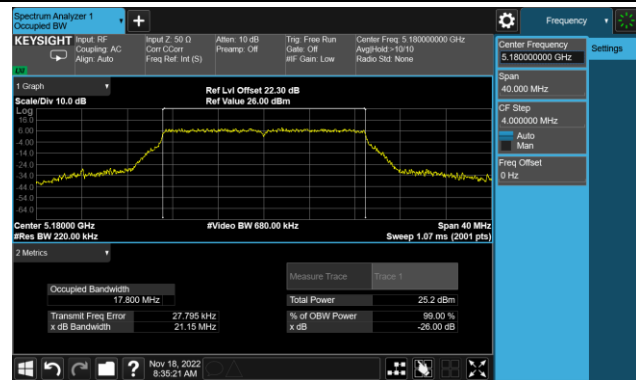 Spectrum Analyzer 1
Occupied BW
+
Frequency
KEYSIGHT
Input: RF
Coupling: AC
Align: Auto
Input Z: 50 Ω
Corr CCorr
Freq Ref: Int (S)
Atten: 10 dB
Preamp: Off
Trig: Free Run
Gate: Off
#IF Gain: Low
Center Freq: 5.180000000 GHz
Avg|Hold:>10/10
Radio Std: None
LW
Center Frequency
5.180000000 GHz
Settings
Span
40.000 MHz
CF Step
4.000000 MHz
Auto
Man
Freq Offset
0 Hz
1 Graph
Scale/Div 10.0 dB
Ref Lvl Offset 22.30 dB
Ref Value 26.00 dBm
Log
16.0
6.00
-4.00
-14.0
-24.0
-34.0
-44.0
-54.0
-64.0
Center 5.18000 GHz
#Video BW 680.00 kHz
Span 40 MHz
#Res BW 220.00 kHz
Sweep 1.07 ms (2001 pts)
2 Metrics
Measure Trace
Trace 1
Occupied Bandwidth
17.800 MHz
Total Power
25.2 dBm
Transmit Freq Error
27.795 kHz
% of OBW Power
99.00 %
x dB Bandwidth
21.15 MHz
x dB
-26.00 dB
?
Nov 18, 2022
8:35:21 AM